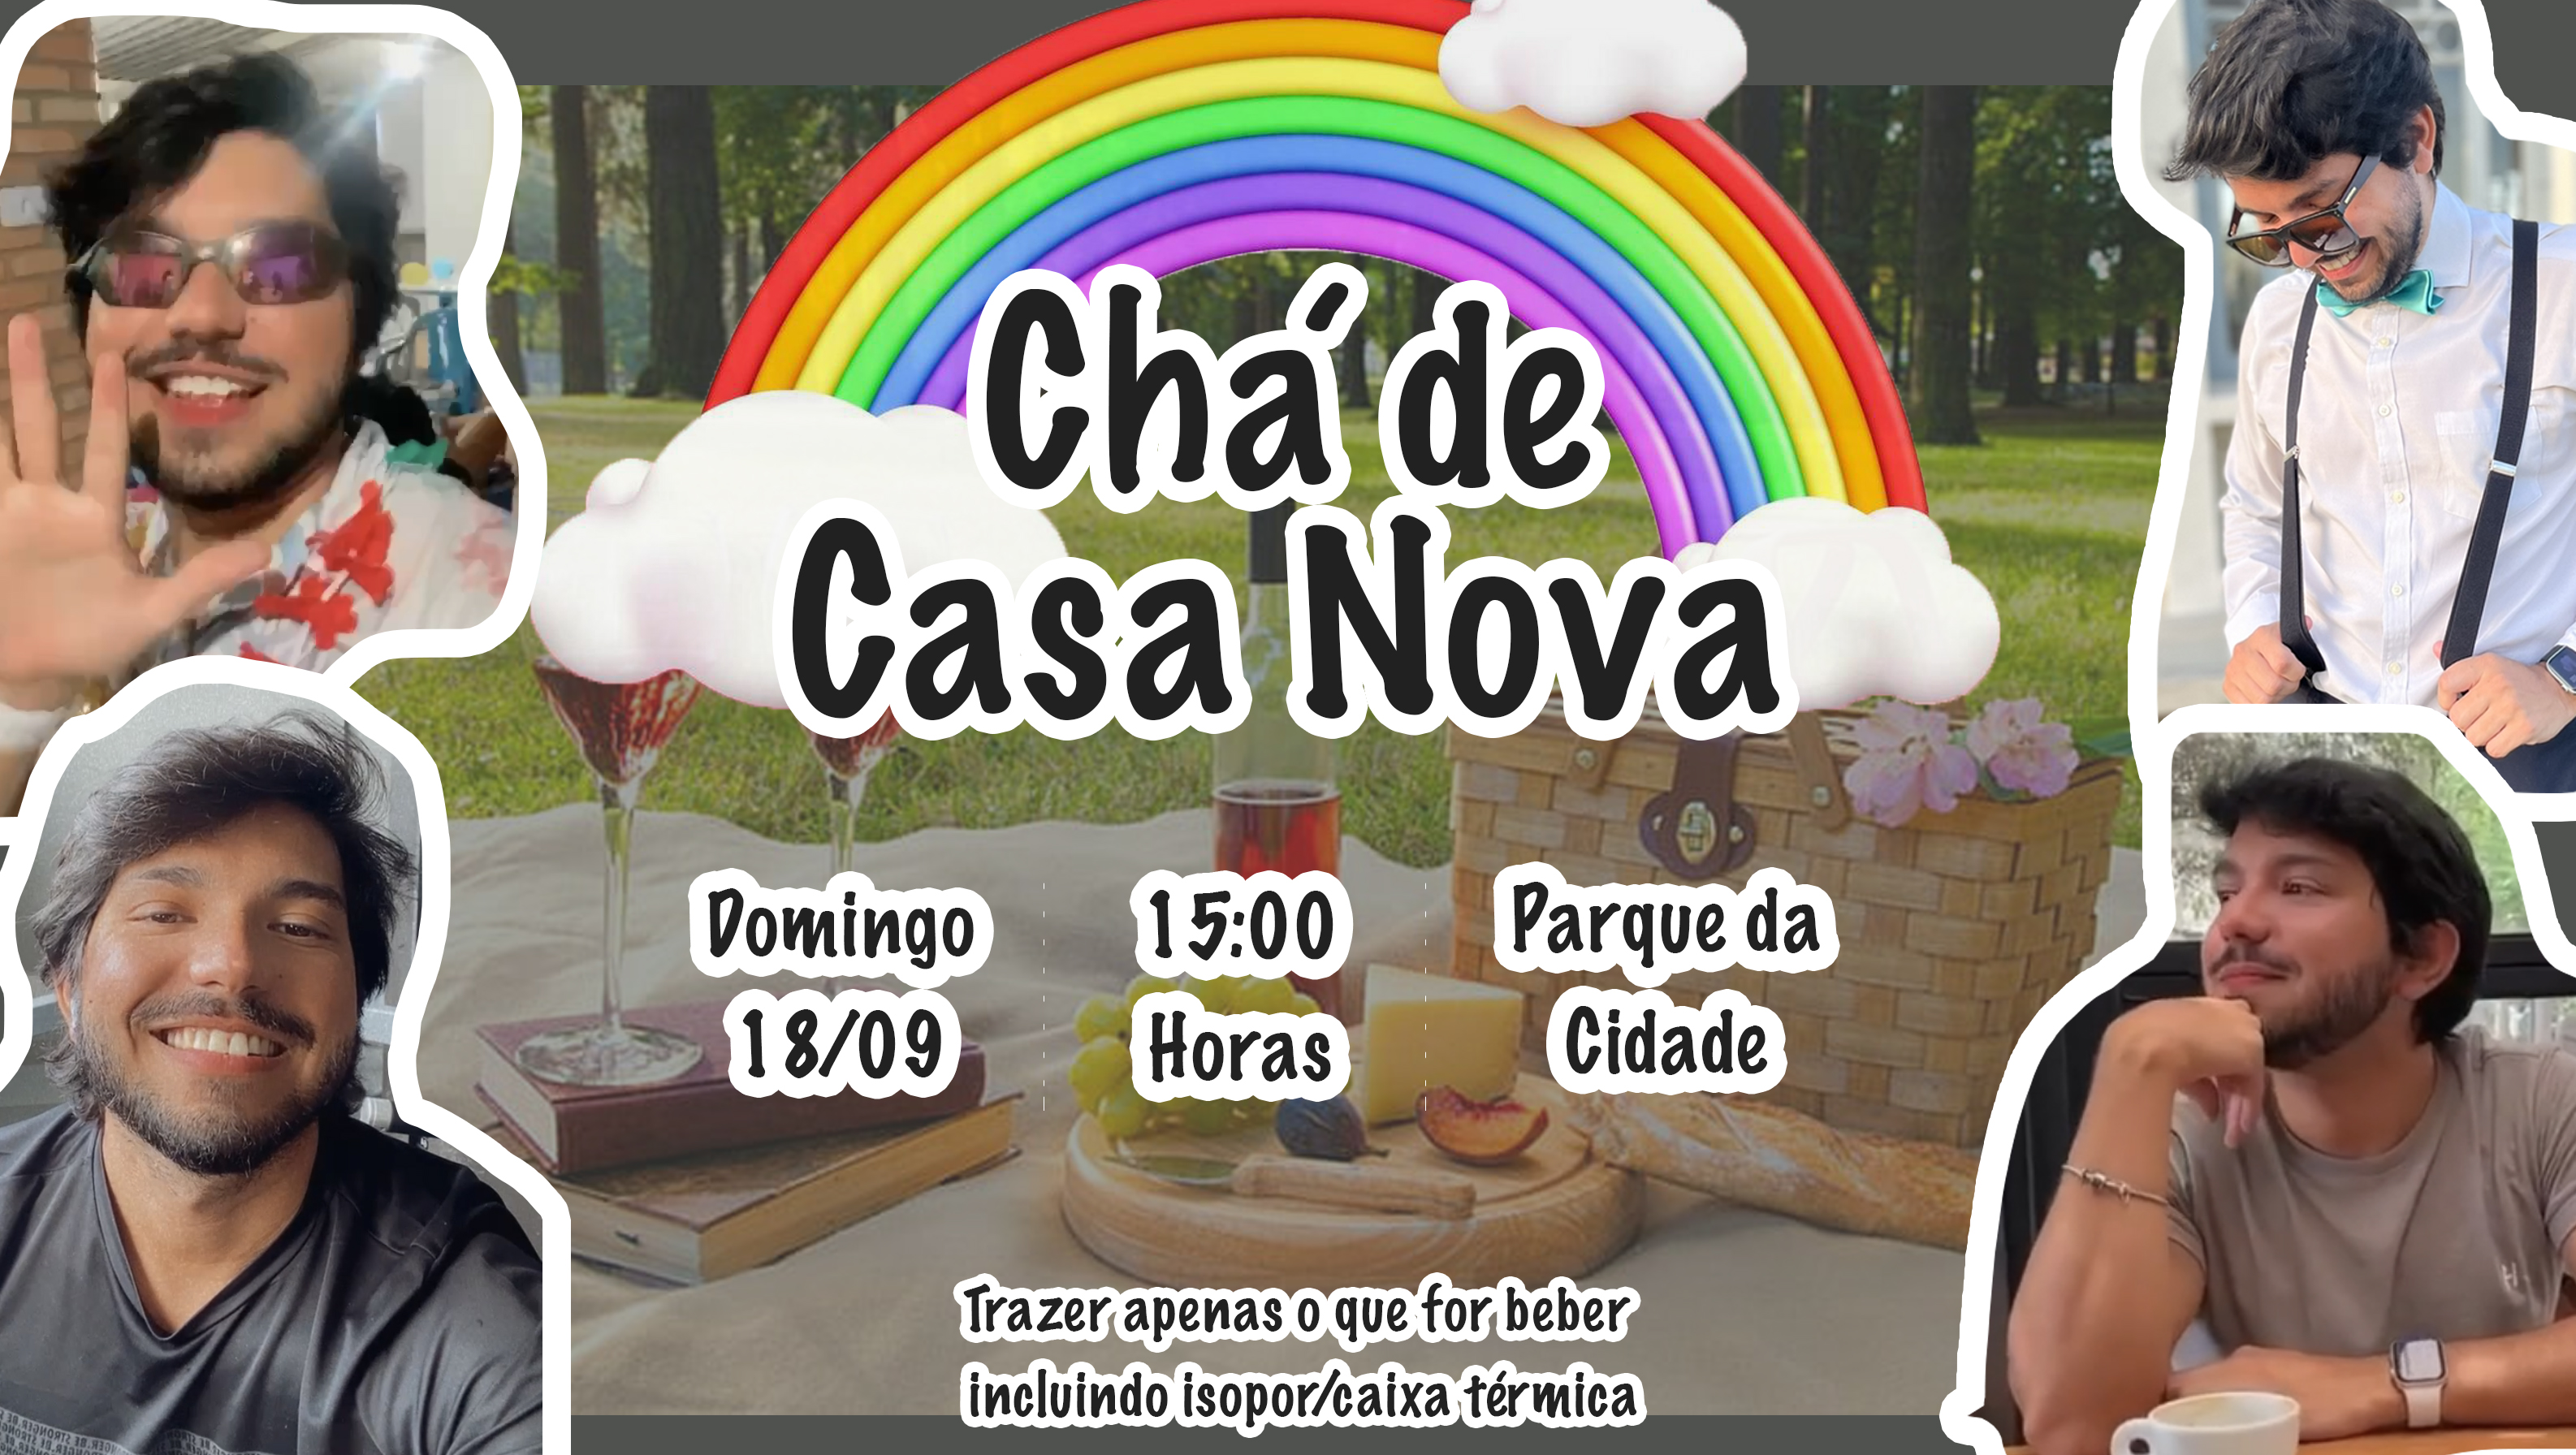 Chá de
Casa Nova
Domingo
18/09
15:00
Horas
Parque da
Cidade
Trazer apenas o que for beber
incluindo isopor/caixa térmica